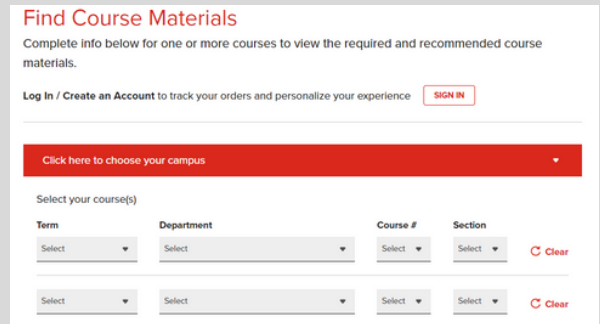 Find Course Materials
Complete info below for one or more courses to view the required and recommended course
materials.
Log In / Create an Account to track your orders and personalize your experience SIGN IN
Click here to choose your campus
Select your course(s)
Term Department Course # Section
Select Select Select Select Clear
Select Select Select Select Clear